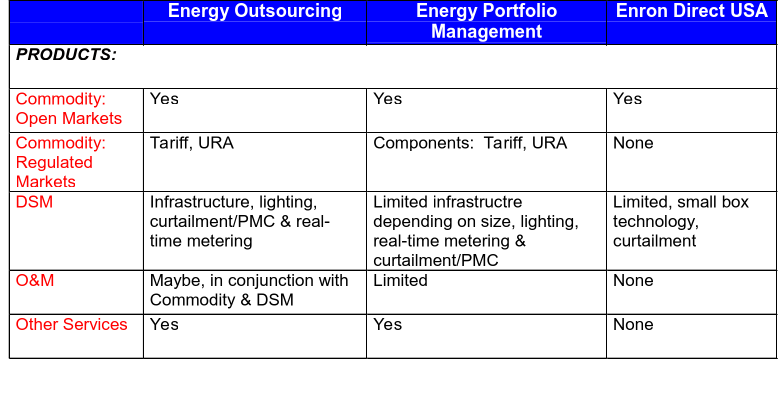 Energy Outsourcing
Energy Portfolio
Management
Enron Direct USA
PRODUCTS:
Commodity:
Open Markets
Yes
Yes
Yes
Commodity:
Regulated
Markets
Tariff, URA
Components:  Tariff, URA
None
DSM
Infrastructure, lighting,
curtailment/PMC & real-
time metering
Limited infrastructre
depending on size, lighting,
real-time metering &
curtailment/PMC
Limited, small box
technology,
curtailment
O&M
Maybe, in conjunction with
Commodity & DSM
Limited
None
Other Services
Yes
Yes
None